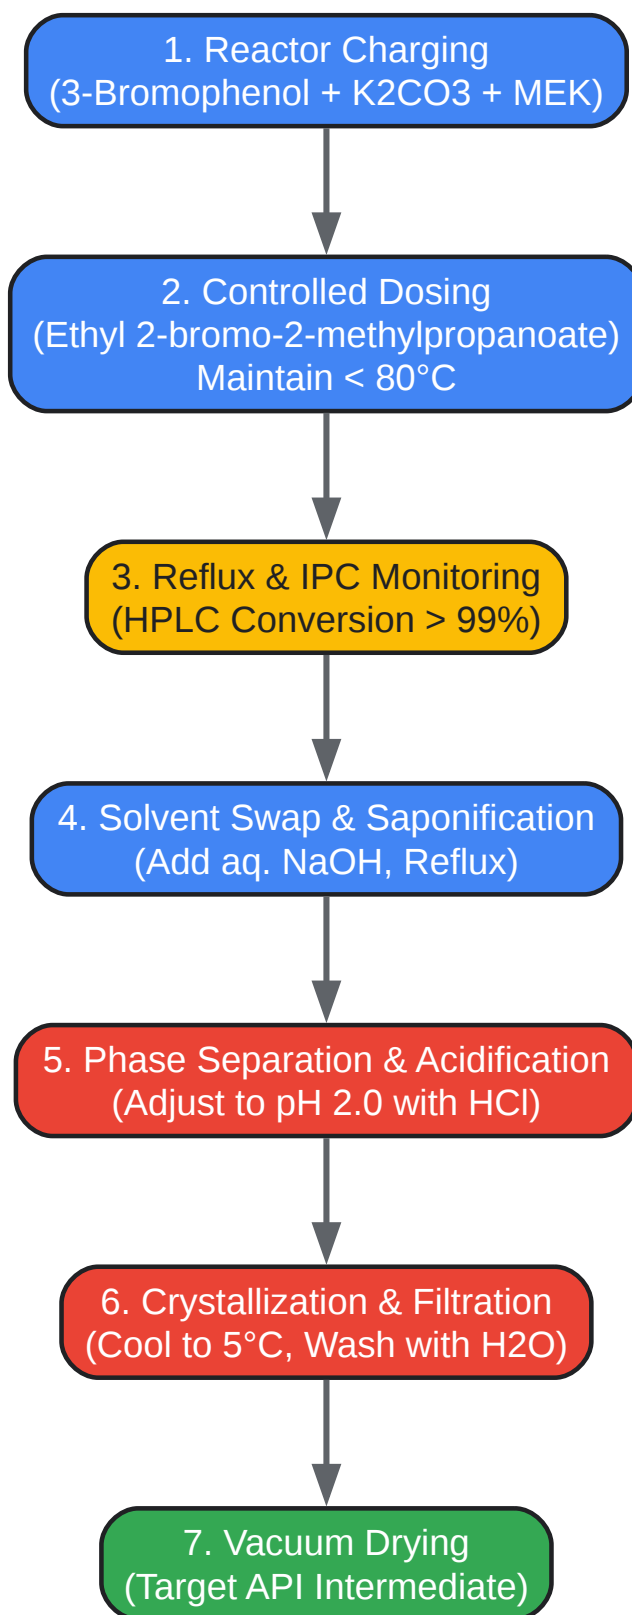 1. Reactor Charging
(3-Bromophenol + K2CO3 + MEK)
2. Controlled Dosing
(Ethyl 2-bromo-2-methylpropanoate)
Maintain < 80°C
3. Reflux & IPC Monitoring
(HPLC Conversion > 99%)
4. Solvent Swap & Saponification
(Add aq. NaOH, Reflux)
5. Phase Separation & Acidification
(Adjust to pH 2.0 with HCl)
6. Crystallization & Filtration
(Cool to 5°C, Wash with H2O)
7. Vacuum Drying
(Target API Intermediate)